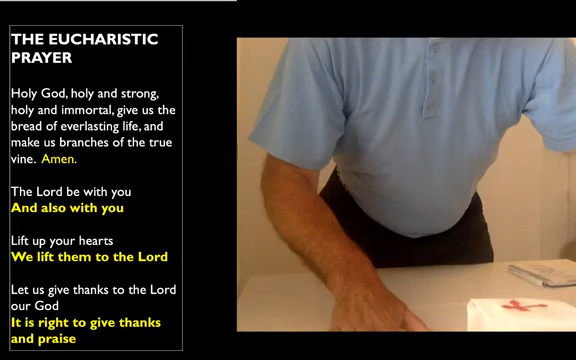 THE EUCHARISTIC
PRAYER
Holy God, holy and strong,
holy and immortal, give us the
bread of everlasting life, and
make us branches of the true
vine. Amen.
The Lord be with you
And also with you
Lift up your hearts
We lift them to the Lord
Let us give thanks to the Lord
our God
It is right to give thanks
and praise